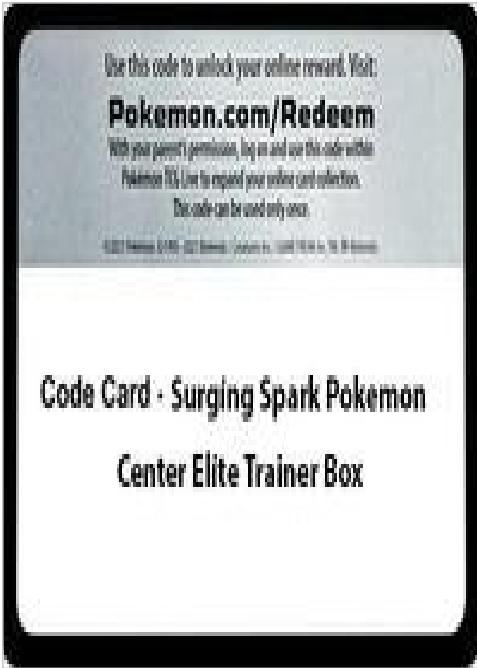 Use this code to unlock your online reward. Visit:
Pokemon.com/Redeem
With your parent's permission, log on and use this code within
Pokémon TCG Live to expand your online card collection.
This code can be used only once.
Code Card - Surging Spark Pokemon
Center Elite Trainer Box